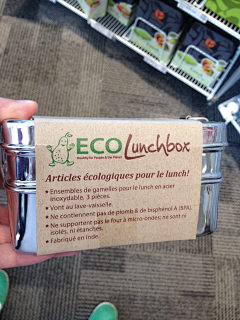 ECO
Lunchbox
ECO Lunchbox
Healthy for People & the Planet
Articles écologiques pour le lunch!
• Ensembles de gamelles pour le lunch en acier
inoxydable. 3 pièces.
• Vont au lave-vaisselle.
• Ne contiennent pas de plomb & de bisphénol A (BPA).
• Ne supportent pas le four à micro-ondes; ne sont ni
isolés, ni étanches.
• Fabriqué en Inde.